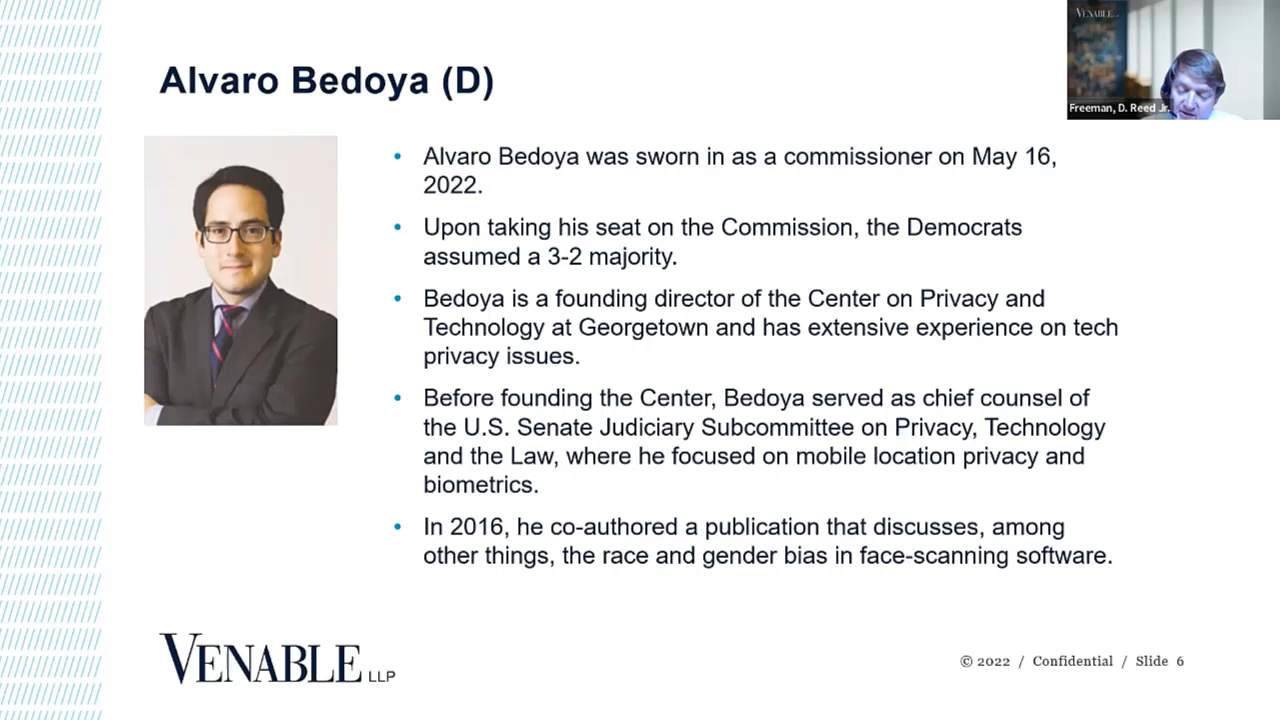 VENABLE
Freeman, D. Reed Jr.
Alvaro Bedoya (D)
• Alvaro Bedoya was sworn in as a commissioner on May 16,
2022.
• Upon taking his seat on the Commission, the Democrats
assumed a 3-2 majority.
• Bedoya is a founding director of the Center on Privacy and
Technology at Georgetown and has extensive experience on tech
privacy issues.
• Before founding the Center, Bedoya served as chief counsel of
the U.S. Senate Judiciary Subcommittee on Privacy, Technology
and the Law, where he focused on mobile location privacy and
biometrics.
• In 2016, he co-authored a publication that discusses, among
other things, the race and gender bias in face-scanning software.
VENABLE LLP
© 2022 / Confidential / Slide 6